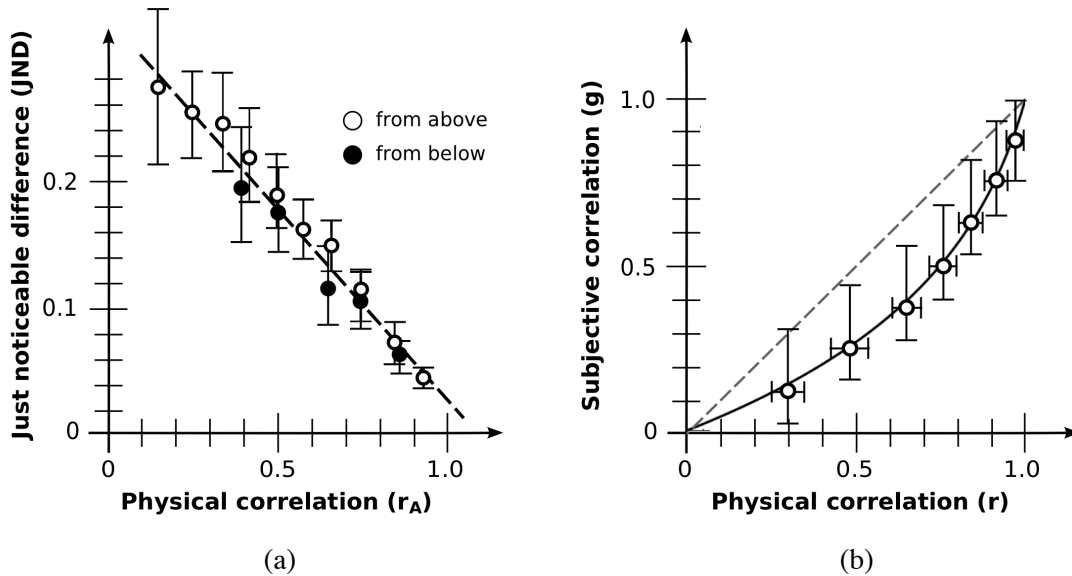 Just noticeable difference (JND)
0.2
0.1
0
from above
from below
0
0.5
1.0
Physical correlation (rA)
(a)
Subjective correlation (g)
1.0
0.5
0
0
0.5
1.0
Physical correlation (r)
(b)